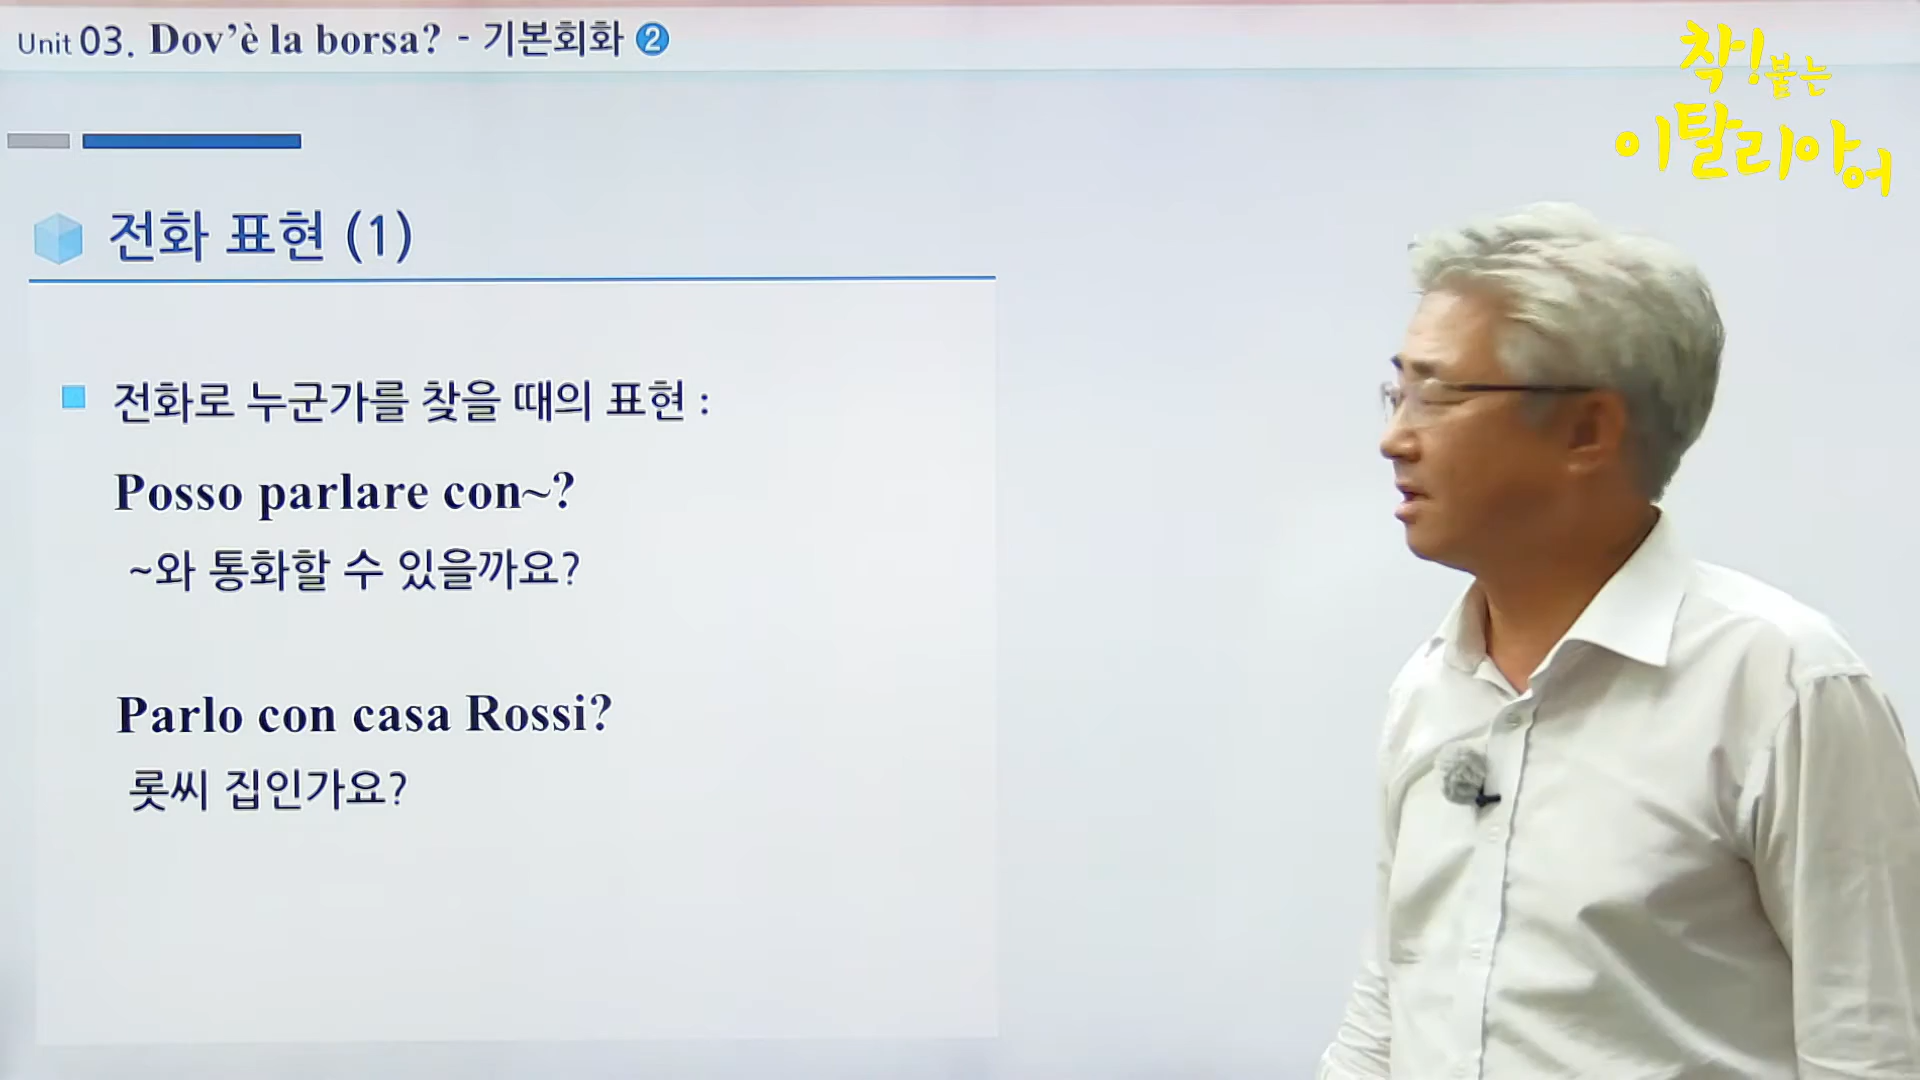 Unit 03. Dov'è la borsa? - 기본회화 2
착! 붙는
이탈리아어
전화 표현 (1)
전화로 누군가를 찾을 때의 표현 :
Posso parlare con~?
~와 통화할 수 있을까요?
Parlo con casa Rossi?
롯씨 집인가요?